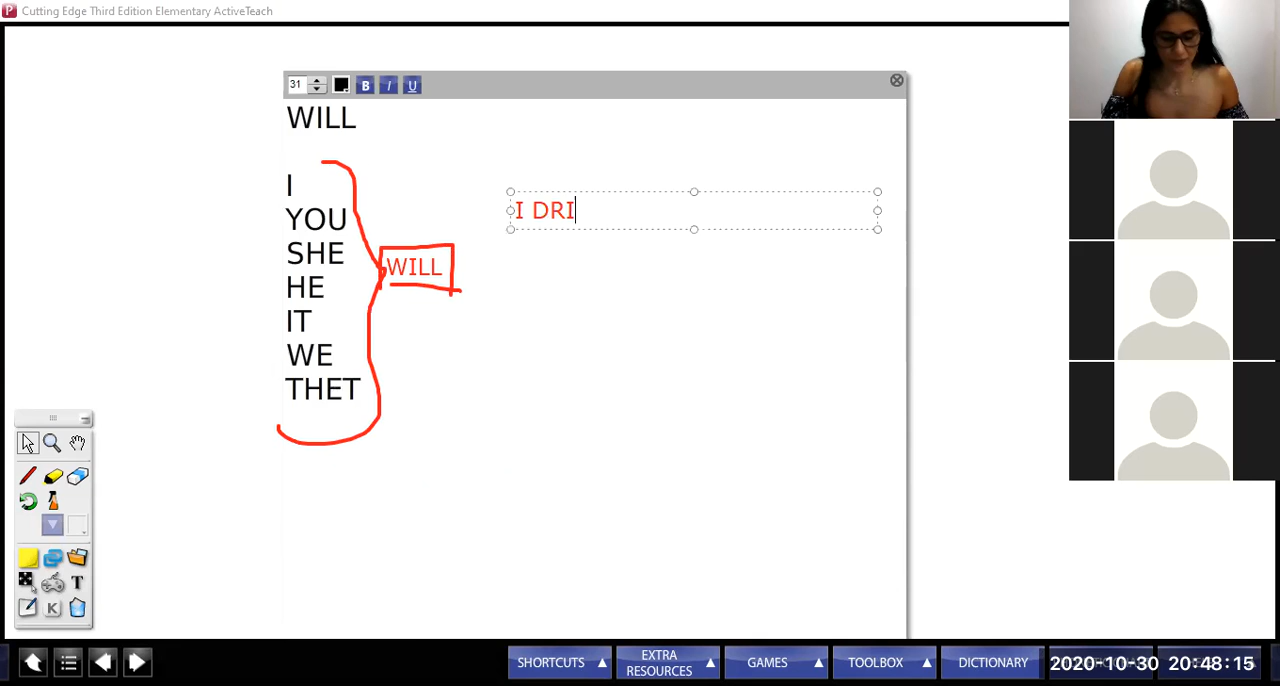 Cutting Edge Third Edition Elementary ActiveTeach
31 B I U
WILL
I
YOU
SHE
HE
IT
WE
THET
WILL
I DRI
T
K
SHORTCUTS
EXTRA
RESOURCES
GAMES
TOOLBOX
DICTIONARY
2020-10-30 20:48:15